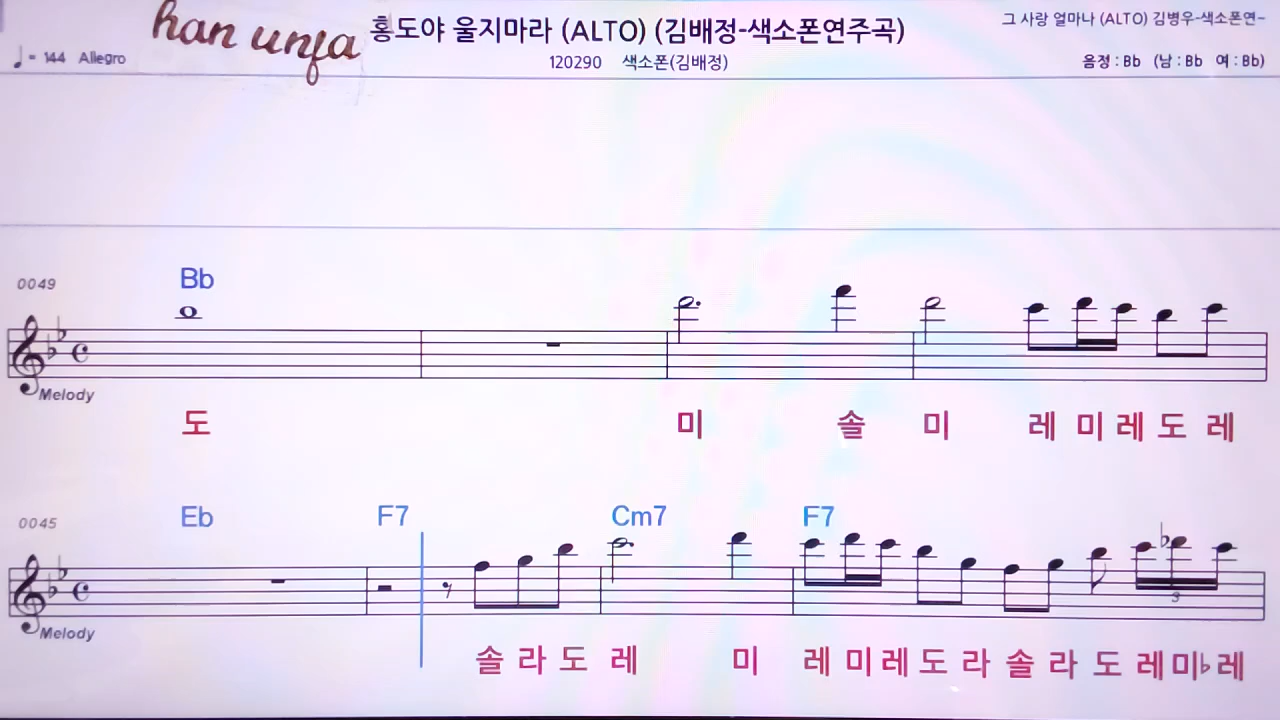 han unfa
홍도야 울지마라 (ALTO) (김배정-색소폰연주곡)
그 사랑 얼마나 (ALTO) 김병우-색소폰연-
♩= 144 Allegro
120290 색소폰(김배정)
음정 : Bb (남 : Bb 여 : Bb)
0049 Bb
Melody
도 미 솔 미 레 미 레 도 레
0045 Eb F7 Cm7 F7
3
Melody
솔 라 도 레 미 레 미 레 도 라 솔 라 도 레 미♭ 레